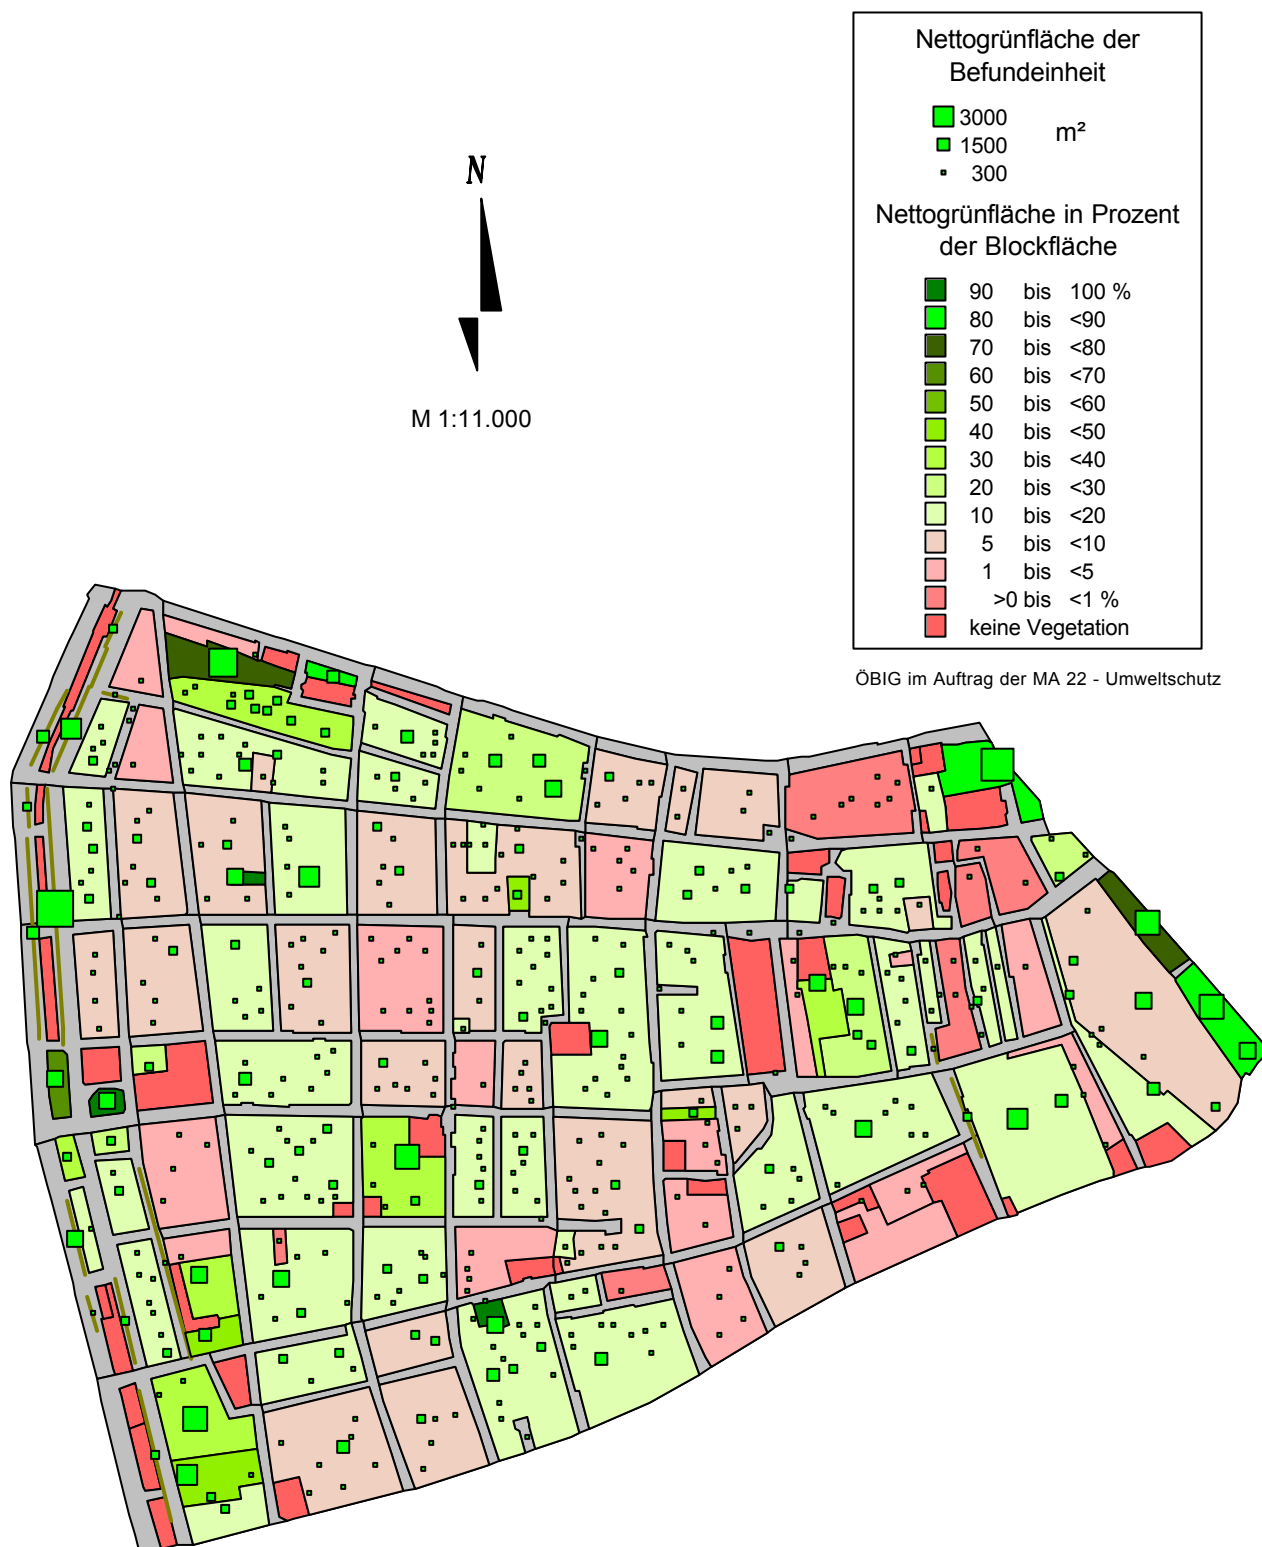 Nettogrünfläche der
Befundeinheit
3000
1500
300
m²
Nettogrünfläche in Prozent
der Blockfläche
90 bis 100 %
80 bis <90
70 bis <80
60 bis <70
50 bis <60
40 bis <50
30 bis <40
20 bis <30
10 bis <20
5 bis <10
1 bis <5
>0 bis <1 %
keine Vegetation
ÖBIG im Auftrag der MA 22 - Umweltschutz
N
M 1:11.000